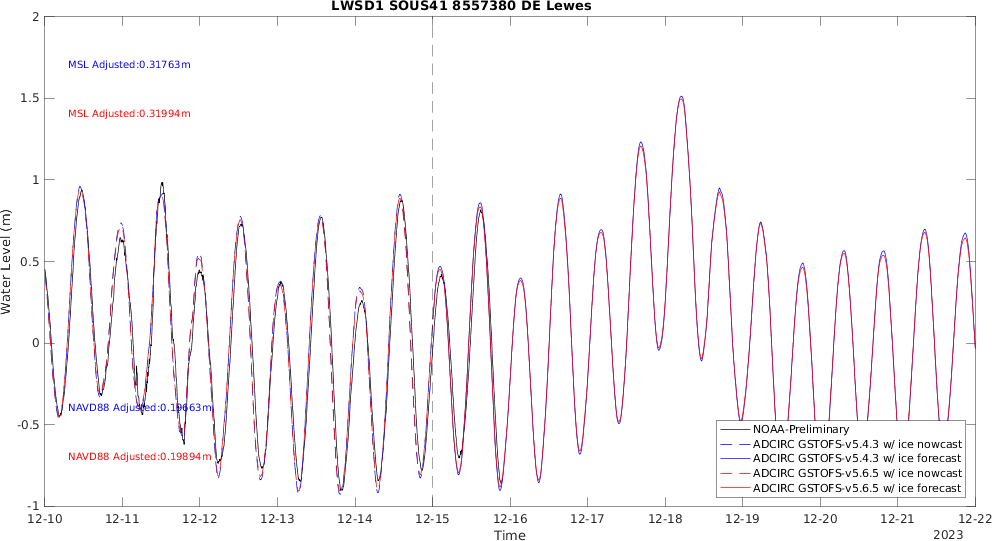 LWSD1 SOUS41 8557380 DE Lewes
2
1.5
1
0.5
0
-0.5
-1
Water Level (m)
MSL Adjusted:0.31763m
MSL Adjusted:0.31994m
NAVD88 Adjusted:0.19663m
NAVD88 Adjusted:0.19894m
NOAA-Preliminary
ADCIRC GSTOFS-v5.4.3 w/ ice nowcast
ADCIRC GSTOFS-v5.4.3 w/ ice forecast
ADCIRC GSTOFS-v5.6.5 w/ ice nowcast
ADCIRC GSTOFS-v5.6.5 w/ ice forecast
12-10 12-11 12-12 12-13 12-14 12-15 12-16 12-17 12-18 12-19 12-20 12-21 12-22
Time
2023